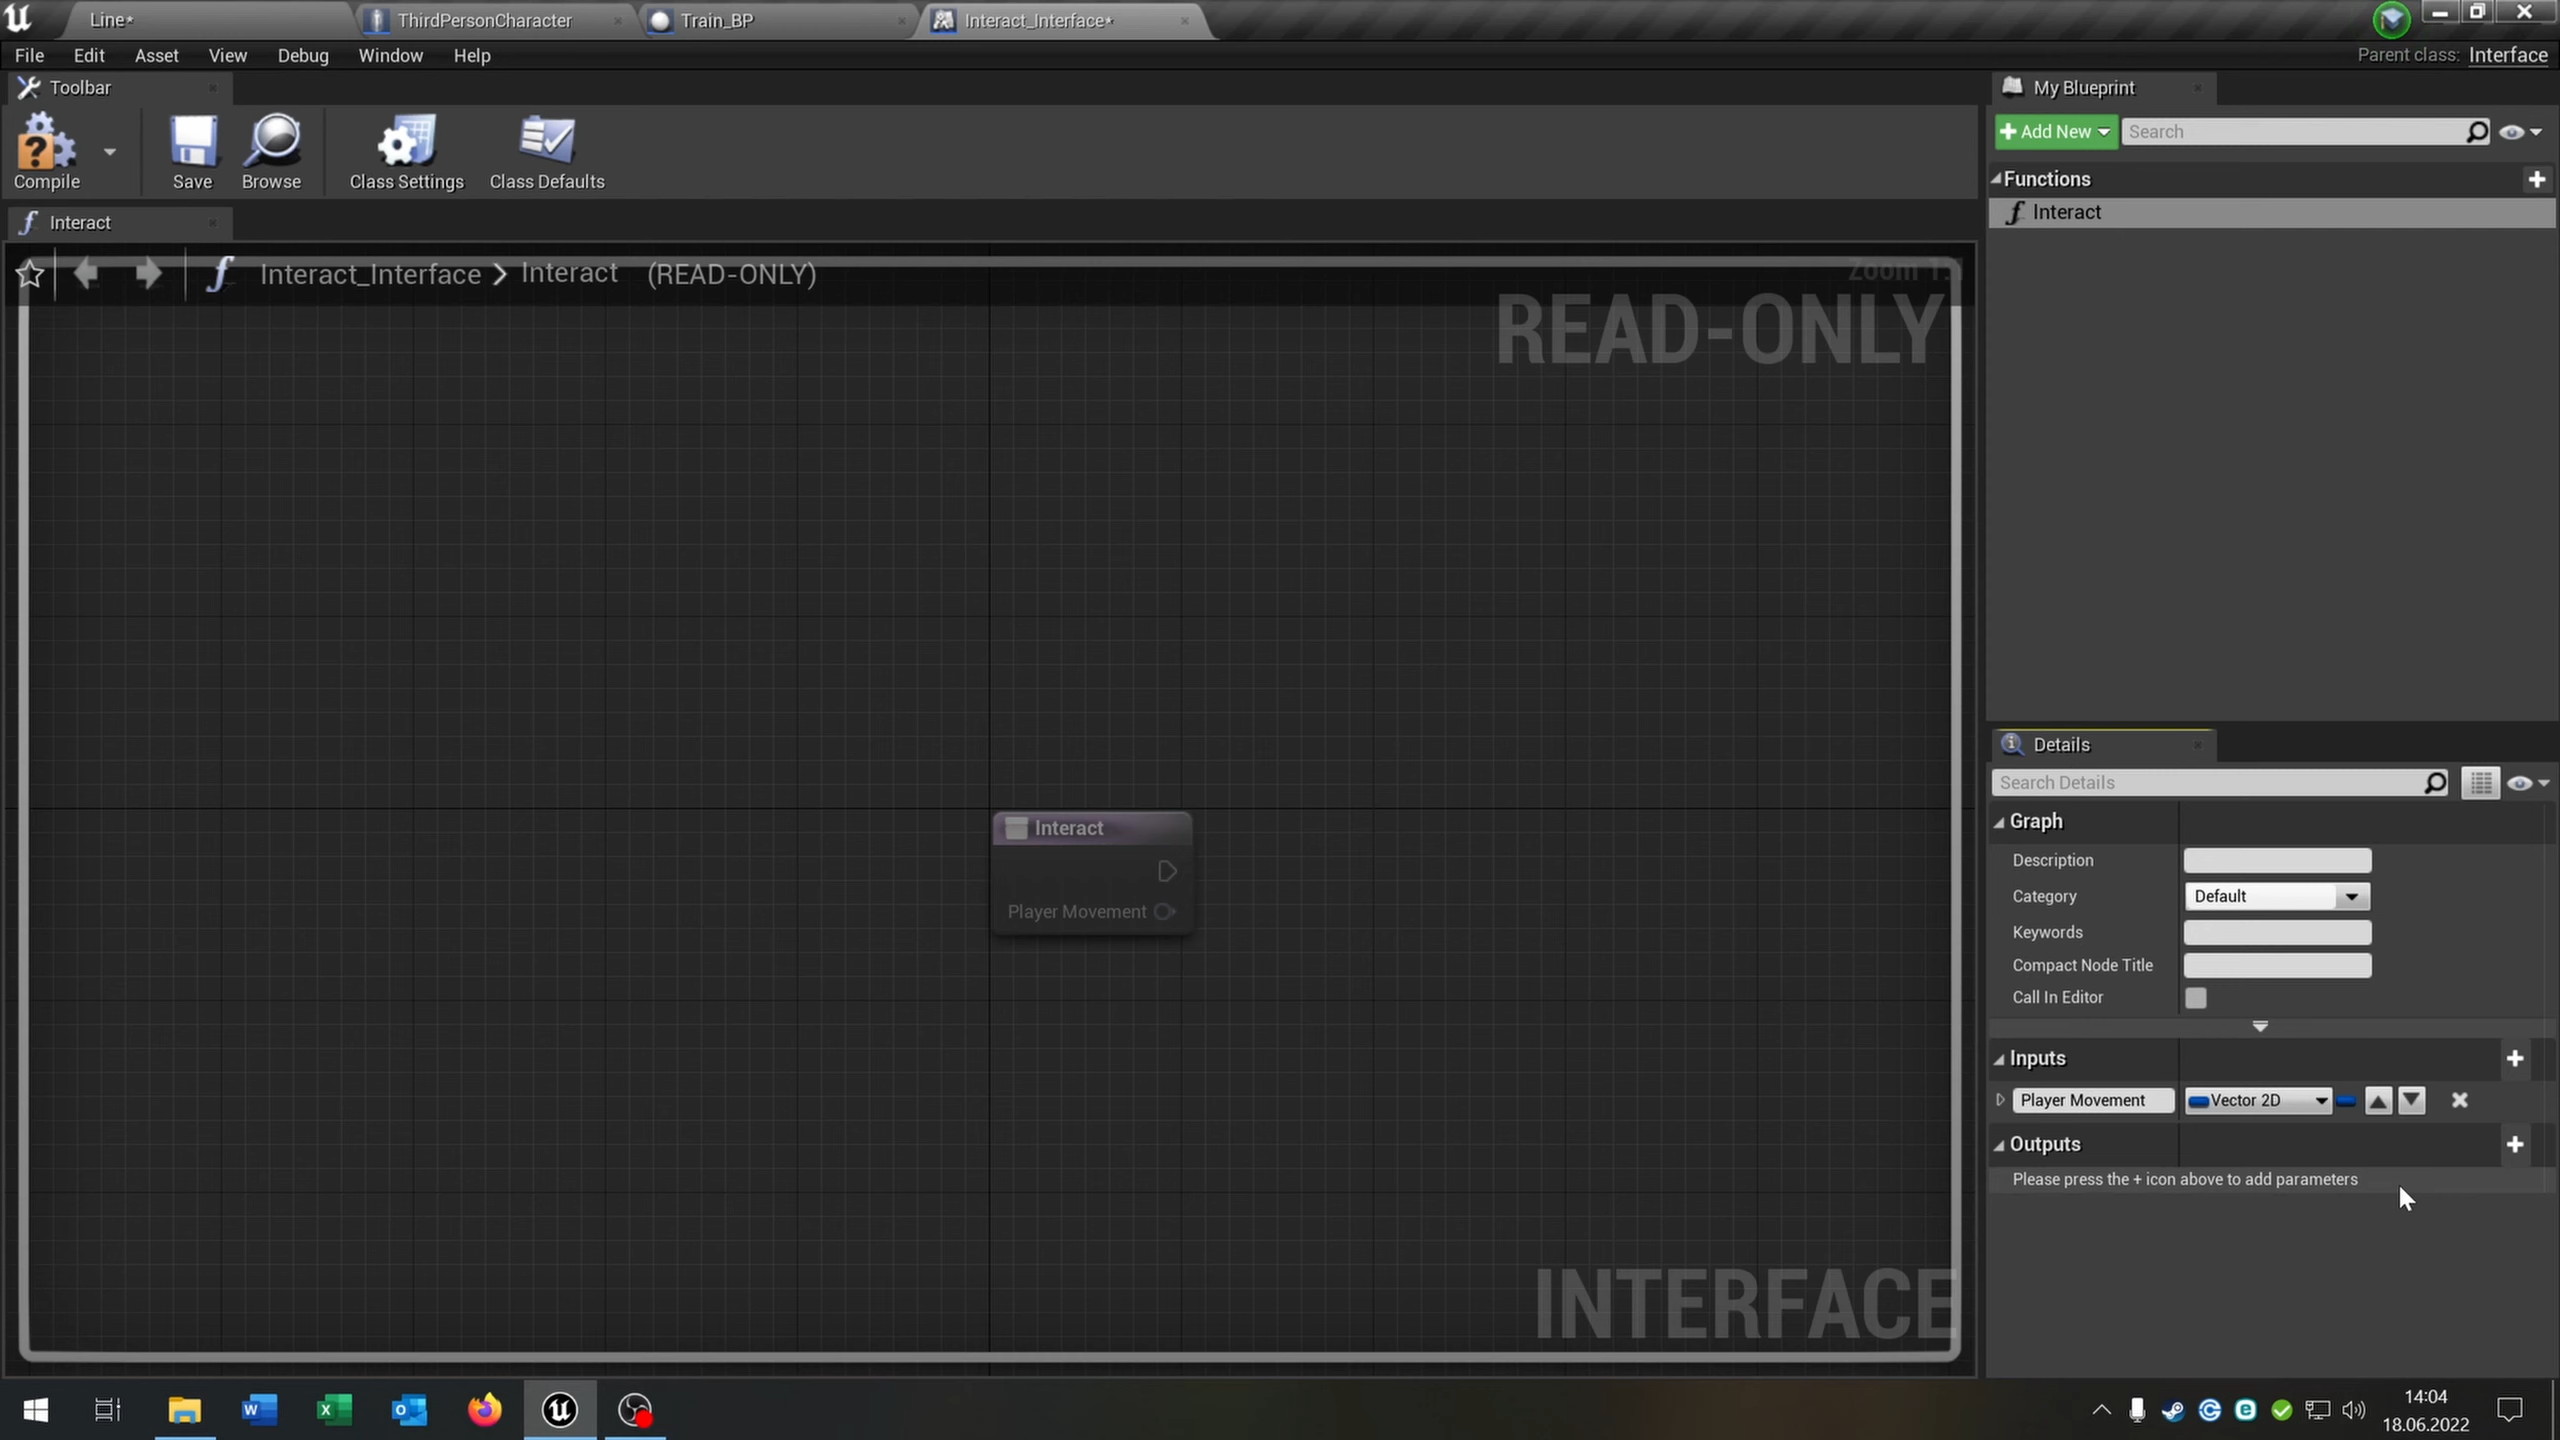 Line*
ThirdPersonCharacter
Train_BP
Interact_Interface*
File
Edit
Asset
View
Debug
Window
Help
Parent class: Interface
Toolbar
Compile
Save
Browse
Class Settings
Class Defaults
Interact
Interact_Interface > Interact (READ-ONLY)
READ-ONLY
Interact
Player Movement
INTERFACE
My Blueprint
Add New
Search
Functions
Interact
Details
Search Details
Graph
Description
Category
Default
Keywords
Compact Node Title
Call In Editor
Inputs
Player Movement
Vector 2D
Outputs
Please press the + icon above to add parameters
14:04
18.06.2022